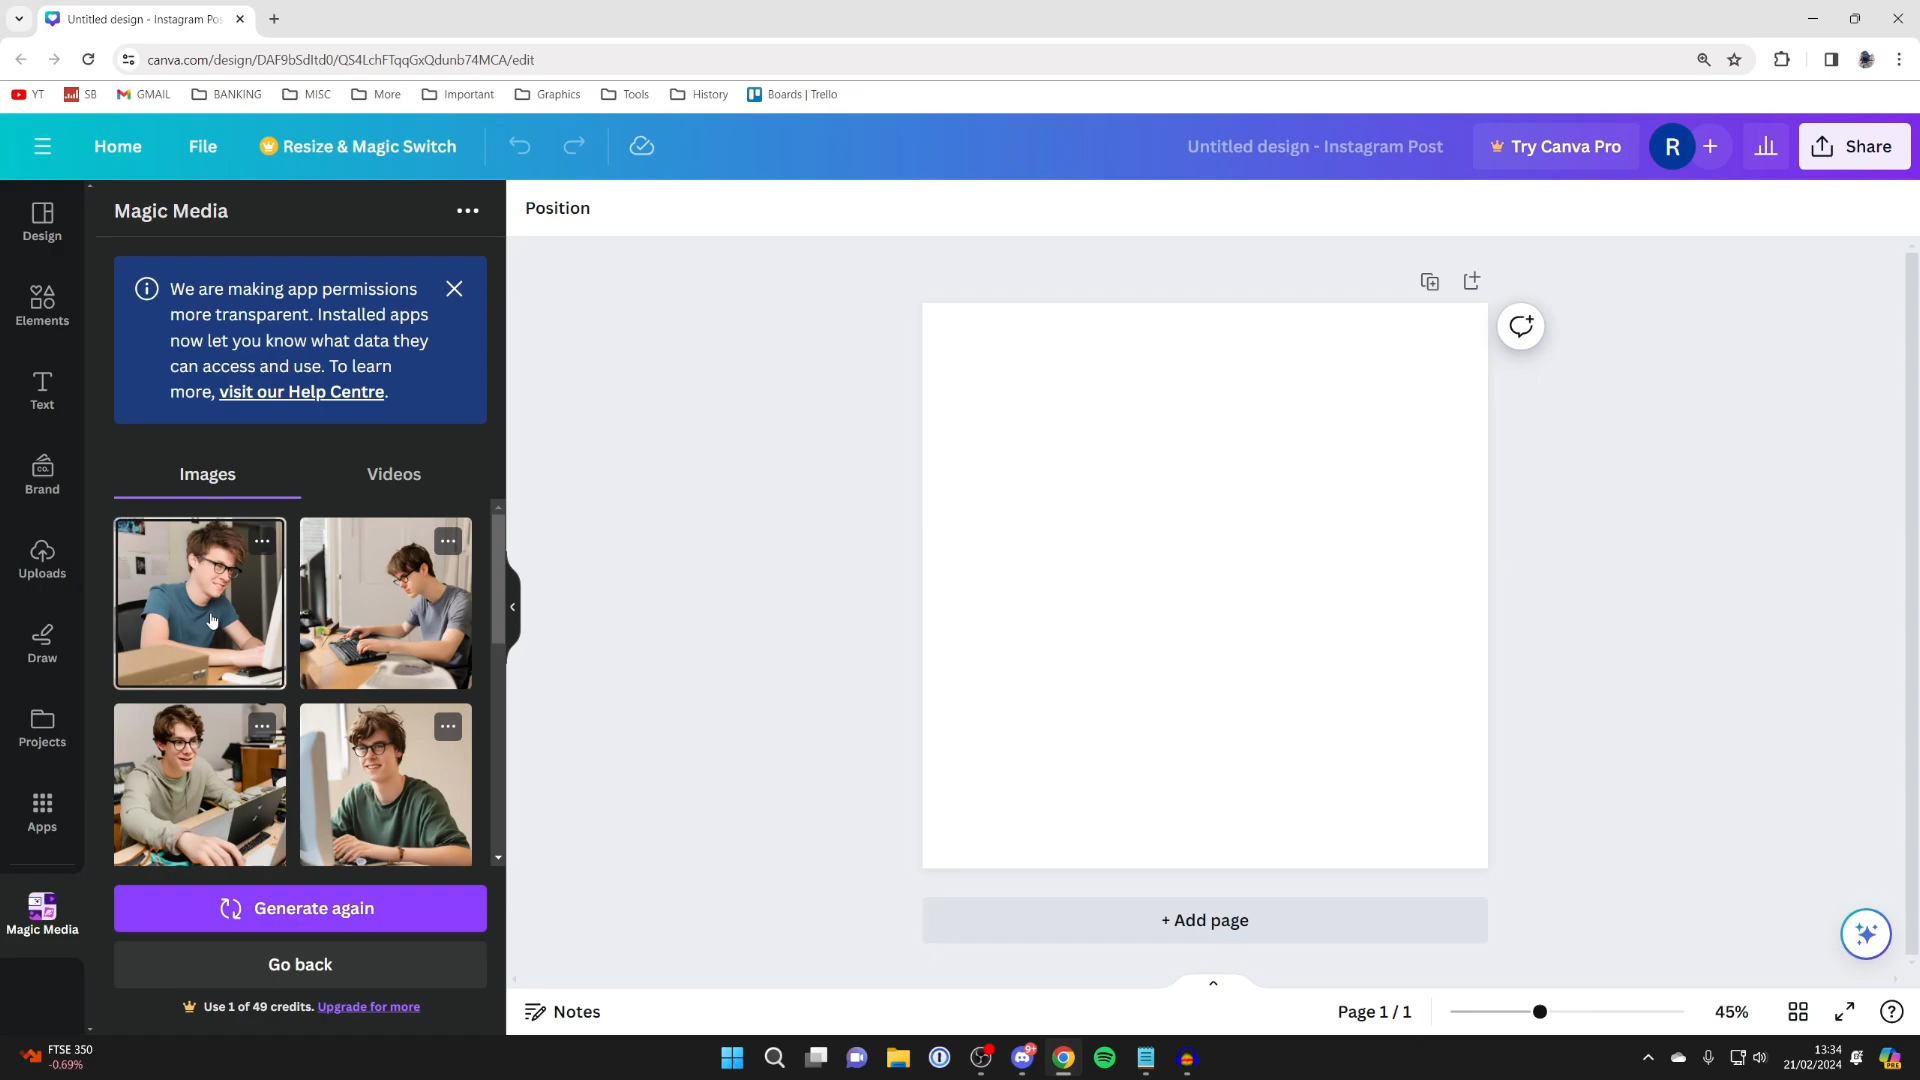 Untitled design - Instagram Pos
canva.com/design/DAF9bSdItd0/QS4LchFTqqGxQdunb74MCA/edit
YT SB GMAIL BANKING MISC More Important Graphics Tools History Boards | Trello
Home File Resize & Magic Switch Untitled design - Instagram Post Try Canva Pro R + Share
Design
Elements
Text
Brand
Uploads
Draw
Projects
Apps
Magic Media
Magic Media
We are making app permissions
more transparent. Installed apps
now let you know what data they
can access and use. To learn
more, visit our Help Centre.
Images Videos
Generate again
Go back
Use 1 of 49 credits. Upgrade for more
Position
+ Add page
Notes Page 1 / 1 45%
FTSE 350
-0.69%
9+
13:34
21/02/2024
PRE